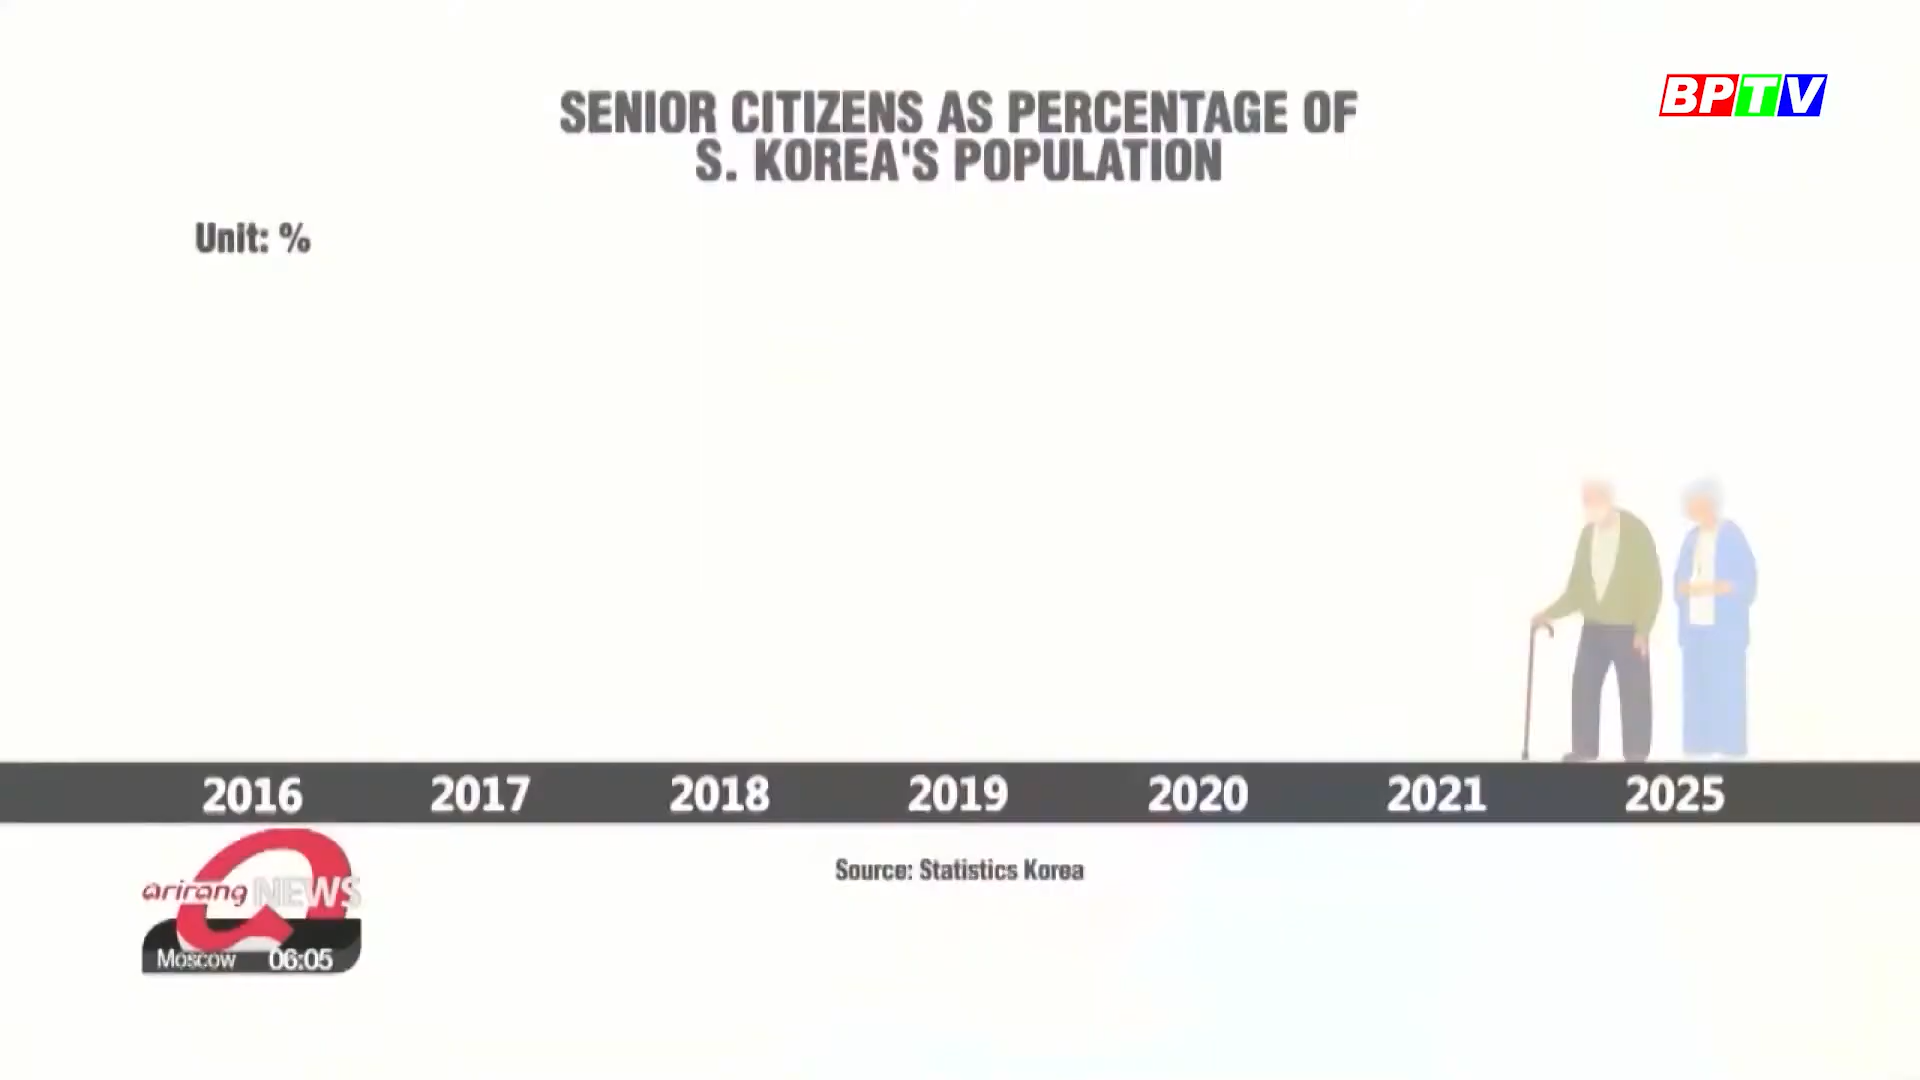 BPTV
SENIOR CITIZENS AS PERCENTAGE OF
S. KOREA'S POPULATION
Unit: %
2016 2017 2018 2019 2020 2021 2025
Source: Statistics Korea
arirang NEWS
Moscow 06:05